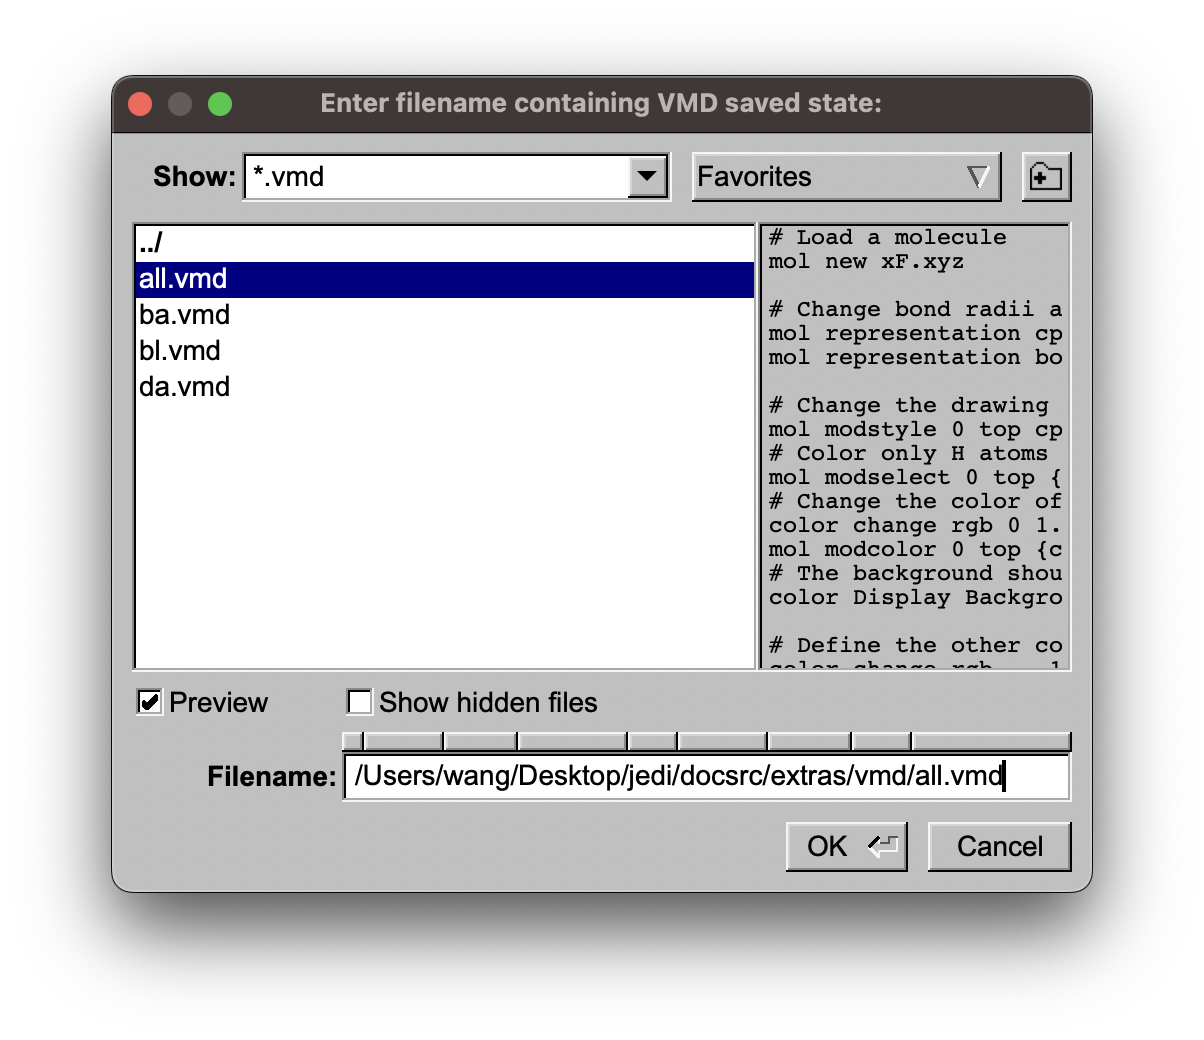 Enter filename containing VMD saved state:
Show: *.vmd Favorites
../
all.vmd
ba.vmd
bl.vmd
da.vmd
# Load a molecule
mol new xF.xyz
# Change bond radii a
mol representation cp
mol representation bo
# Change the drawing
mol modstyle 0 top cp
# Color only H atoms
mol modselect 0 top {
# Change the color of
color change rgb 0 1.
mol modcolor 0 top {c
# The background shou
color Display Backgro
# Define the other co
Preview Show hidden files
Filename: /Users/wang/Desktop/jedi/docsrc/extras/vmd/all.vmd
OK Cancel